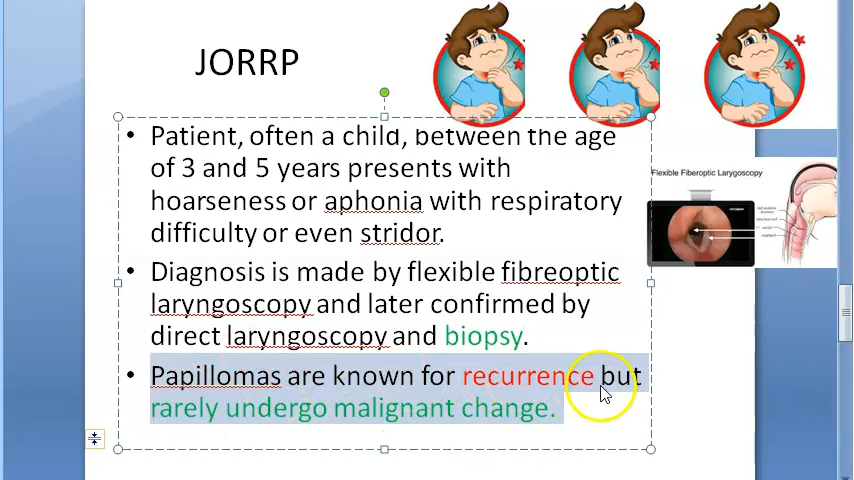 JORRP
• Patient, often a child, between the age
of 3 and 5 years presents with
hoarseness or aphonia with respiratory
difficulty or even stridor.
• Diagnosis is made by flexible fibreoptic
laryngoscopy and later confirmed by
direct laryngoscopy and biopsy.
• Papillomas are known for recurrence but
rarely undergo malignant change.
Flexible Fiberoptic Larygoscopy